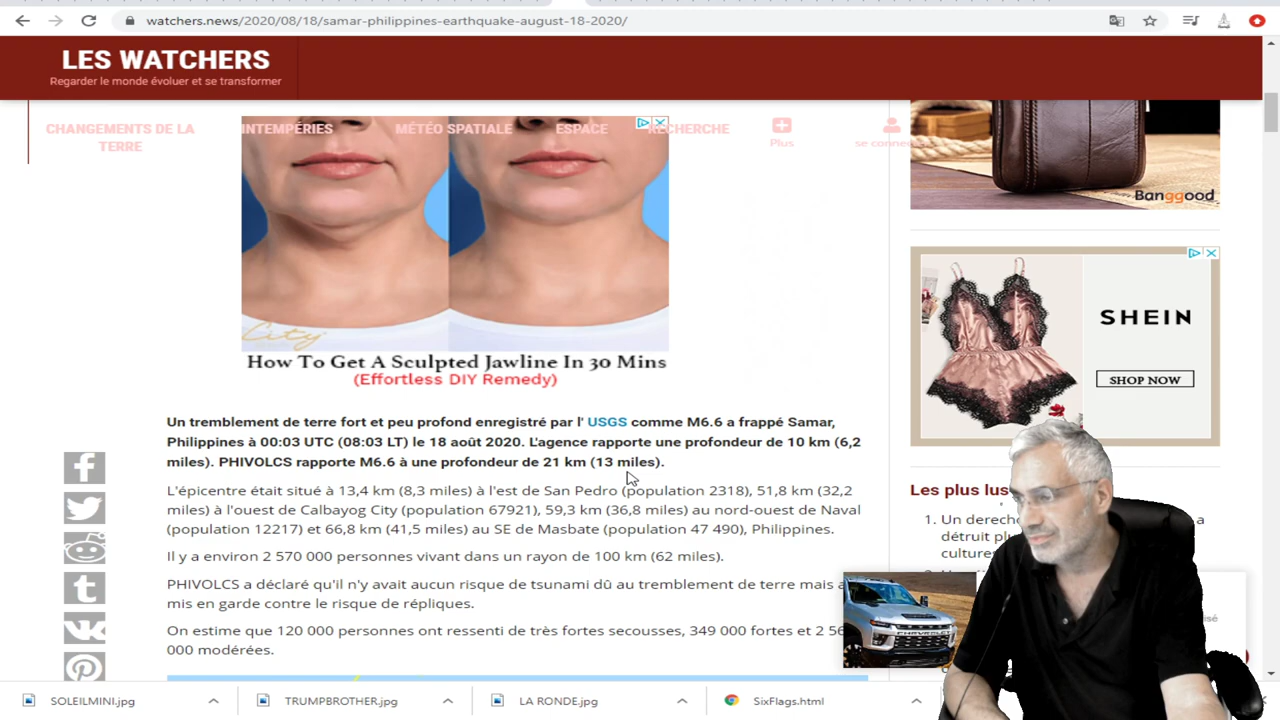 watchers.news/2020/08/18/samar-philippines-earthquake-august-18-2020/
LES WATCHERS
Regarder le monde évoluer et se transformer
CHANGEMENTS DE LA
TERRE
INTEMPÉRIES
MÉTÉO SPATIALE
ESPACE
RECHERCHE
Plus
se
City
How To Get A Sculpted Jawline In 30 Mins
(Effortless DIY Remedy)
Banggood
SHEIN
SHOP NOW
Un tremblement de terre fort et peu profond enregistré par l' USGS comme M6.6 a frappé Samar,
Philippines à 00:03 UTC (08:03 LT) le 18 août 2020. L'agence rapporte une profondeur de 10 km (6,2
miles). PHIVOLCS rapporte M6.6 à une profondeur de 21 km (13 miles).
L'épicentre était situé à 13,4 km (8,3 miles) à l'est de San Pedro (population 2318), 51,8 km (32,2
miles) à l'ouest de Calbayog City (population 67921), 59,3 km (36,8 miles) au nord-ouest de Naval
(population 12217) et 66,8 km (41,5 miles) au SE de Masbate (population 47 490), Philippines.
Il y a environ 2 570 000 personnes vivant dans un rayon de 100 km (62 miles).
PHIVOLCS a déclaré qu'il n'y avait aucun risque de tsunami dû au tremblement de terre mais a
mis en garde contre le risque de répliques.
On estime que 120 000 personnes ont ressenti de très fortes secousses, 349 000 fortes et 2
000 modérées.
Les plus
1. Un a
détruit
CHEVROLET
SOLEILMINI.jpg
TRUMPBROTHER.jpg
LA RONDE.jpg
SixFlags.html